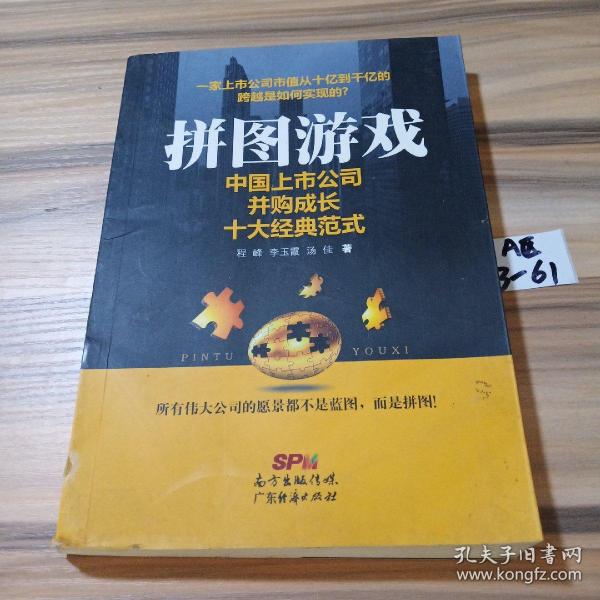 一家上市公司市值从十亿到千亿的
跨越是如何实现的?
拼图游戏
中国上市公司
并购成长
十大经典范式
程 峰 李玉霞 汤 佳 著
A区
3-61
PINTU YOUXI
所有伟大公司的愿景都不是蓝图，而是拼图!
SPM
南方出版传媒
广东经济出版社
孔夫子旧书网
www.kongfz.com